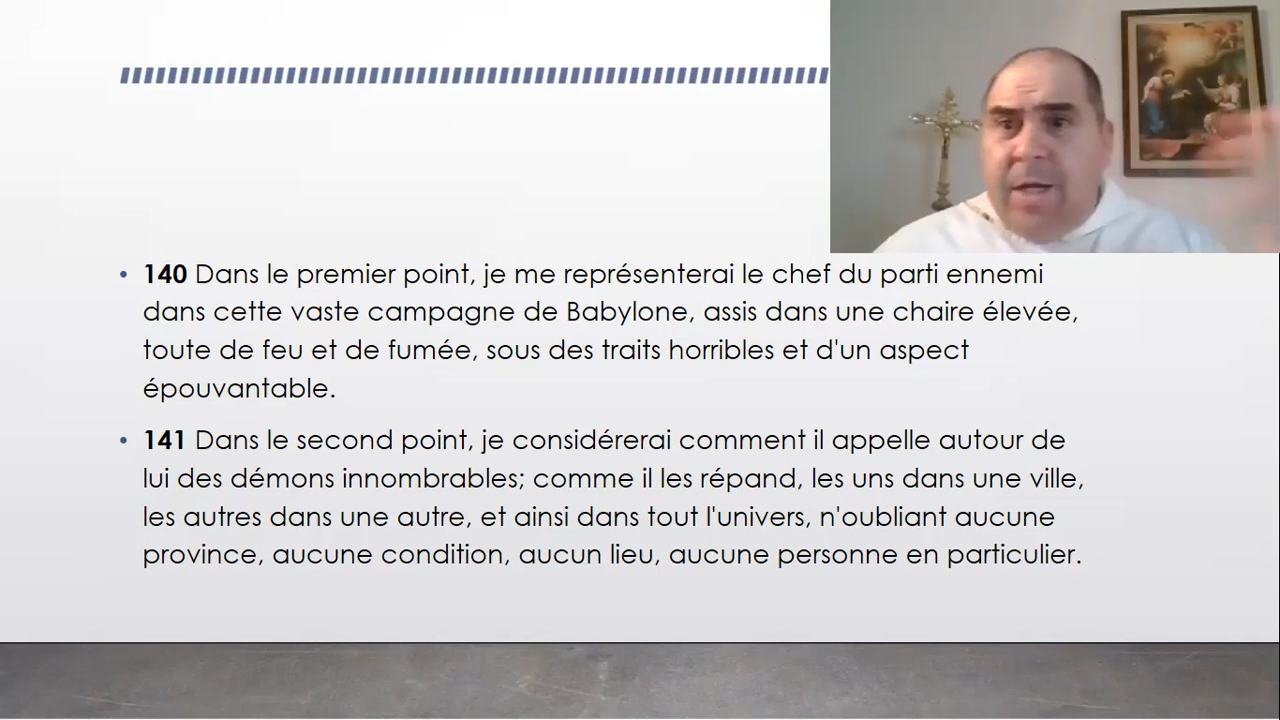 • 140 Dans le premier point, je me représenterai le chef du parti ennemi
dans cette vaste campagne de Babylone, assis dans une chaire élevée,
toute de feu et de fumée, sous des traits horribles et d'un aspect
épouvantable.
• 141 Dans le second point, je considérerai comment il appelle autour de
lui des démons innombrables; comme il les répand, les uns dans une ville,
les autres dans une autre, et ainsi dans tout l'univers, n'oubliant aucune
province, aucune condition, aucun lieu, aucune personne en particulier.